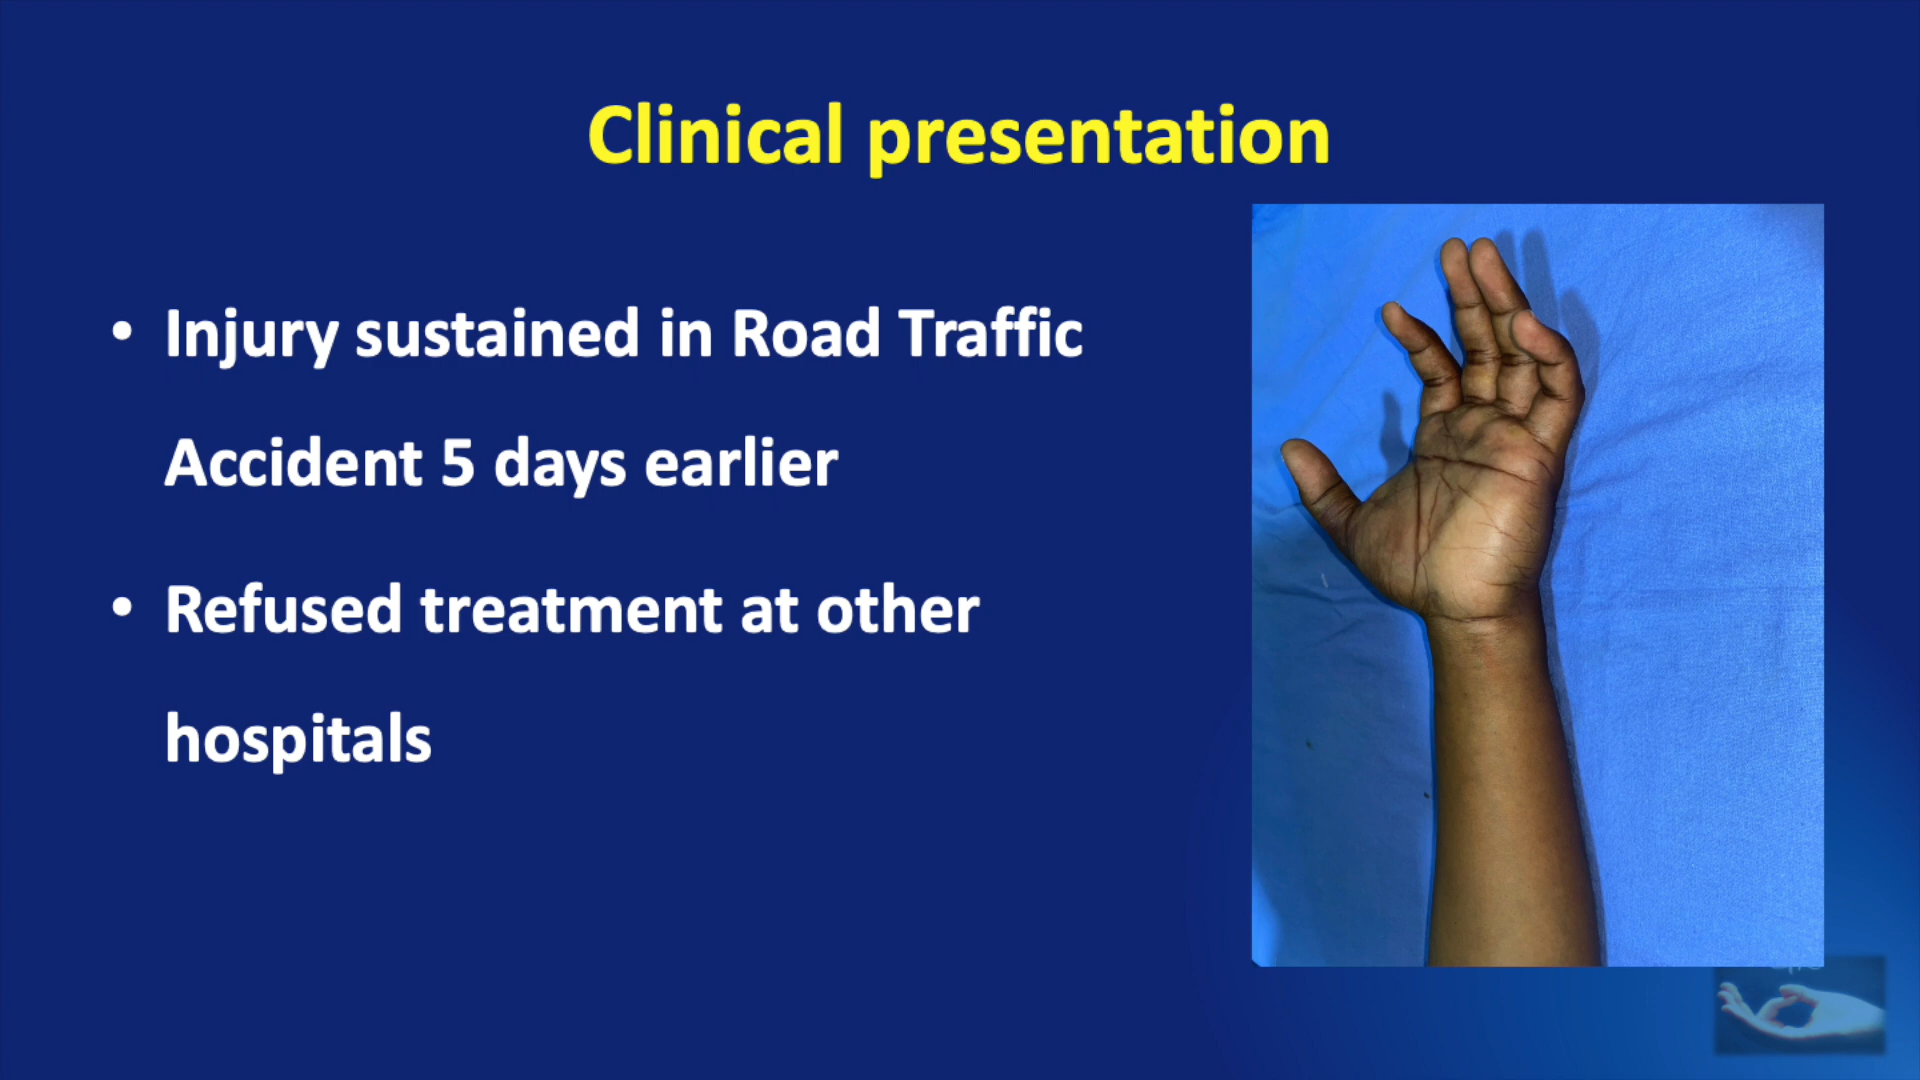 Clinical presentation
• Injury sustained in Road Traffic
Accident 5 days earlier
• Refused treatment at other
hospitals